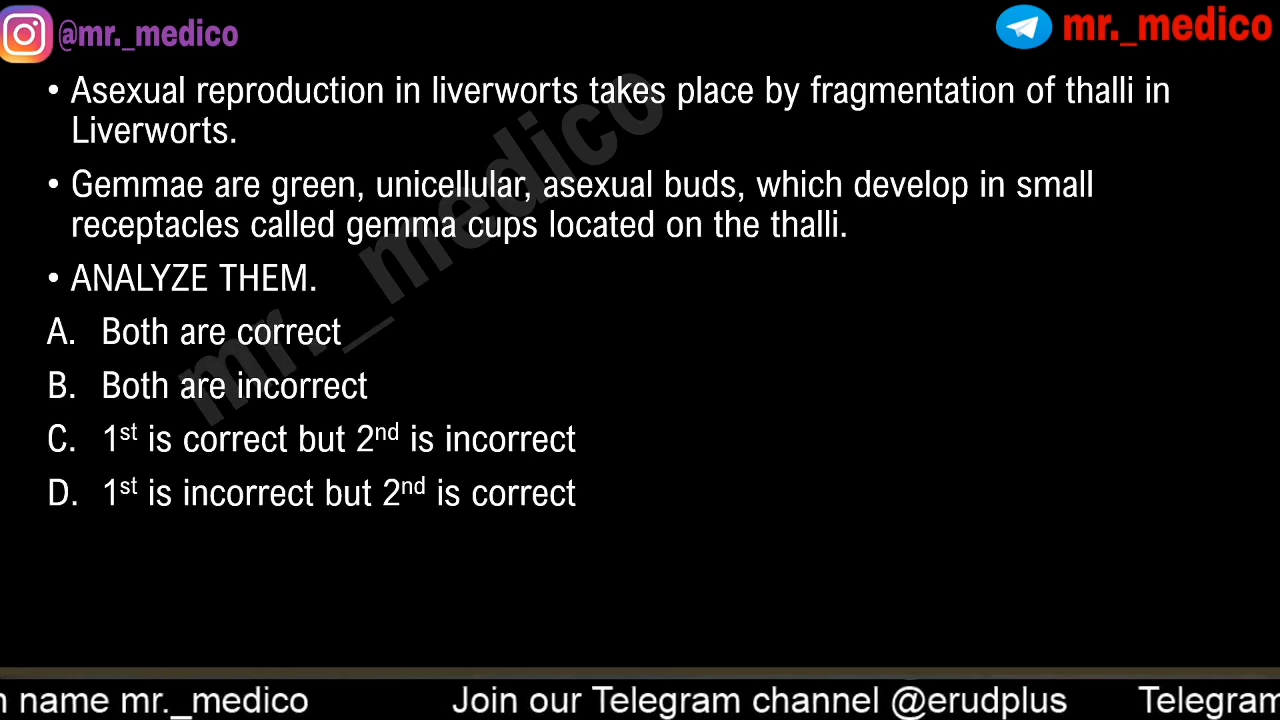 @mr._medico
mr._medico
• Asexual reproduction in liverworts takes place by fragmentation of thalli in
Liverworts.
• Gemmae are green, unicellular, asexual buds, which develop in small
receptacles called gemma cups located on the thalli.
• ANALYZE THEM.
A. Both are correct
B. Both are incorrect
C. 1st is correct but 2nd is incorrect
D. 1st is incorrect but 2nd is correct
mr._medico
n name mr._medico Join our Telegram channel @erudplus Telegram